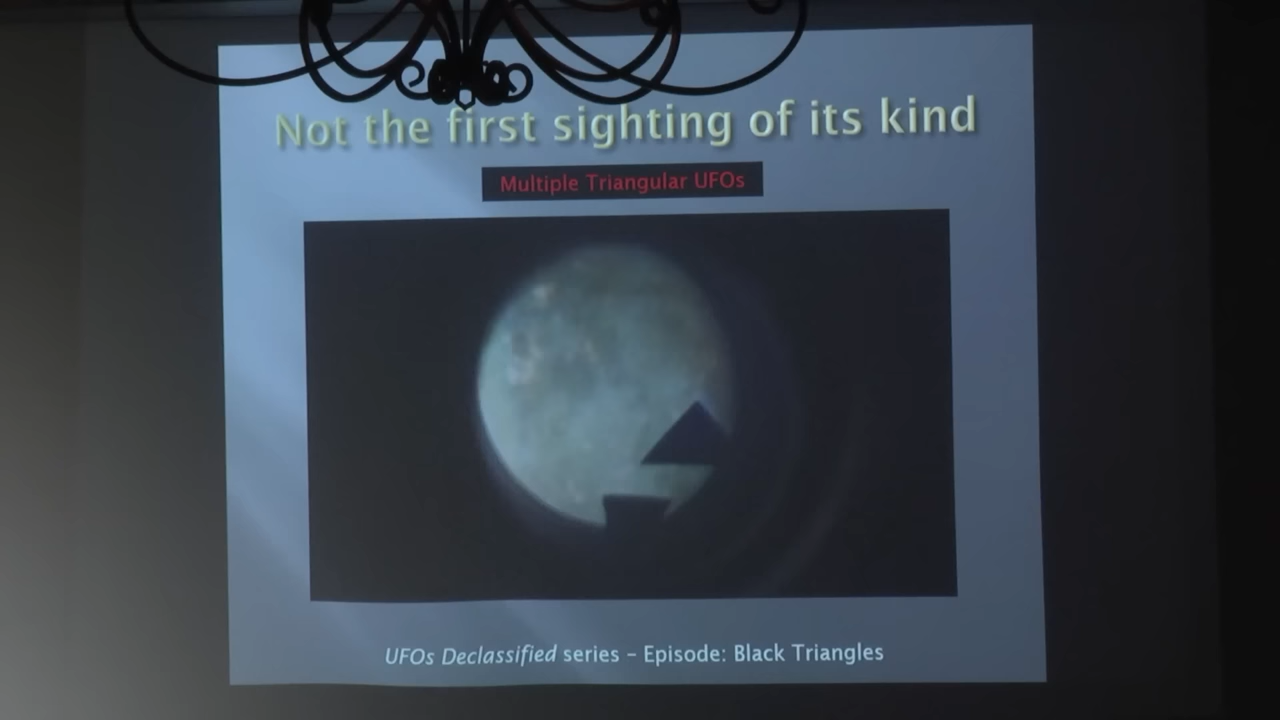 Not the first sighting of its kind
Multiple Triangular UFOs
UFOs Declassified series – Episode: Black Triangles